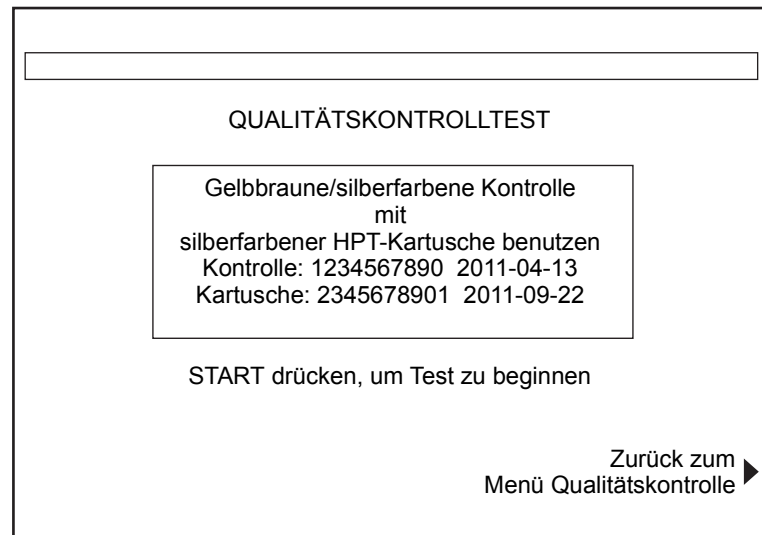 QUALITÄTSKONTROLLTEST
Gelbbraune/silberfarbene Kontrolle
mit
silberfarbener HPT-Kartusche benutzen
Kontrolle: 1234567890 2011-04-13
Kartusche: 2345678901 2011-09-22
START drücken, um Test zu beginnen
Zurück zum
Menü Qualitätskontrolle